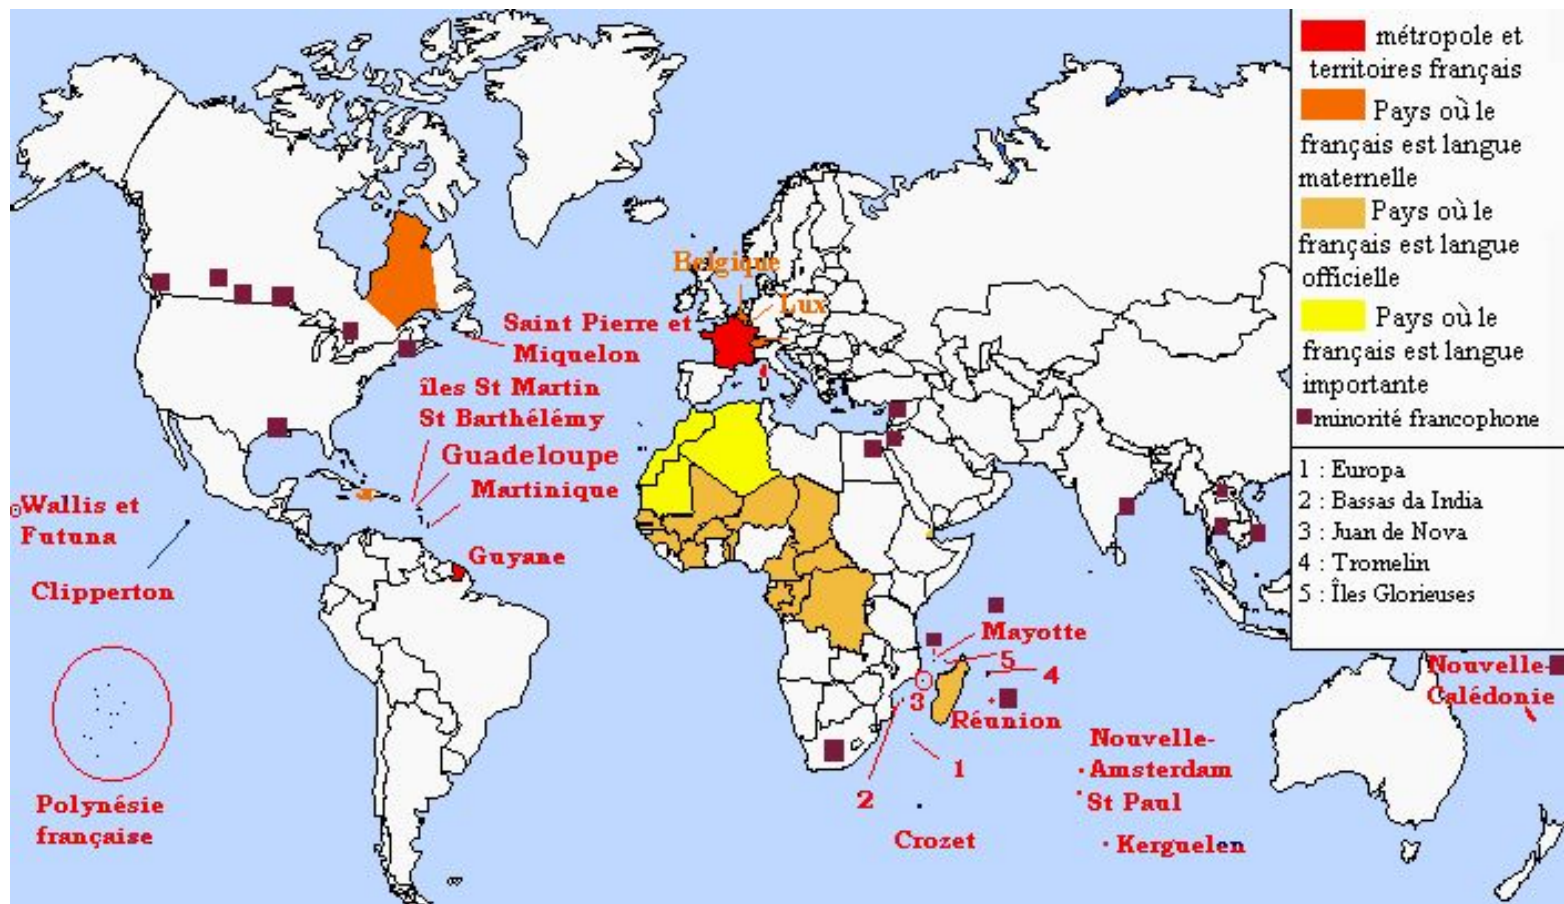 métropole et
territoires français
Pays où le
français est langue
maternelle
Pays où le
français est langue
officielle
Pays où le
français est langue
importante
minorité francophone
1 : Europa
2 : Bassas da India
3 : Juan de Nova
4 : Tromelin
5 : Îles Glorieuses
Belgique
Lux
Saint Pierre et
Miquelon
îles St Martin
St Barthélémy
Guadeloupe
Martinique
Wallis et
Futuna
Clipperton
Guyane
Polynésie
française
Mayotte
5
4
3
Réunion
1
2
Crozet
Nouvelle-
Amsterdam
St Paul
Kerguelen
Nouvelle-
Calédonie